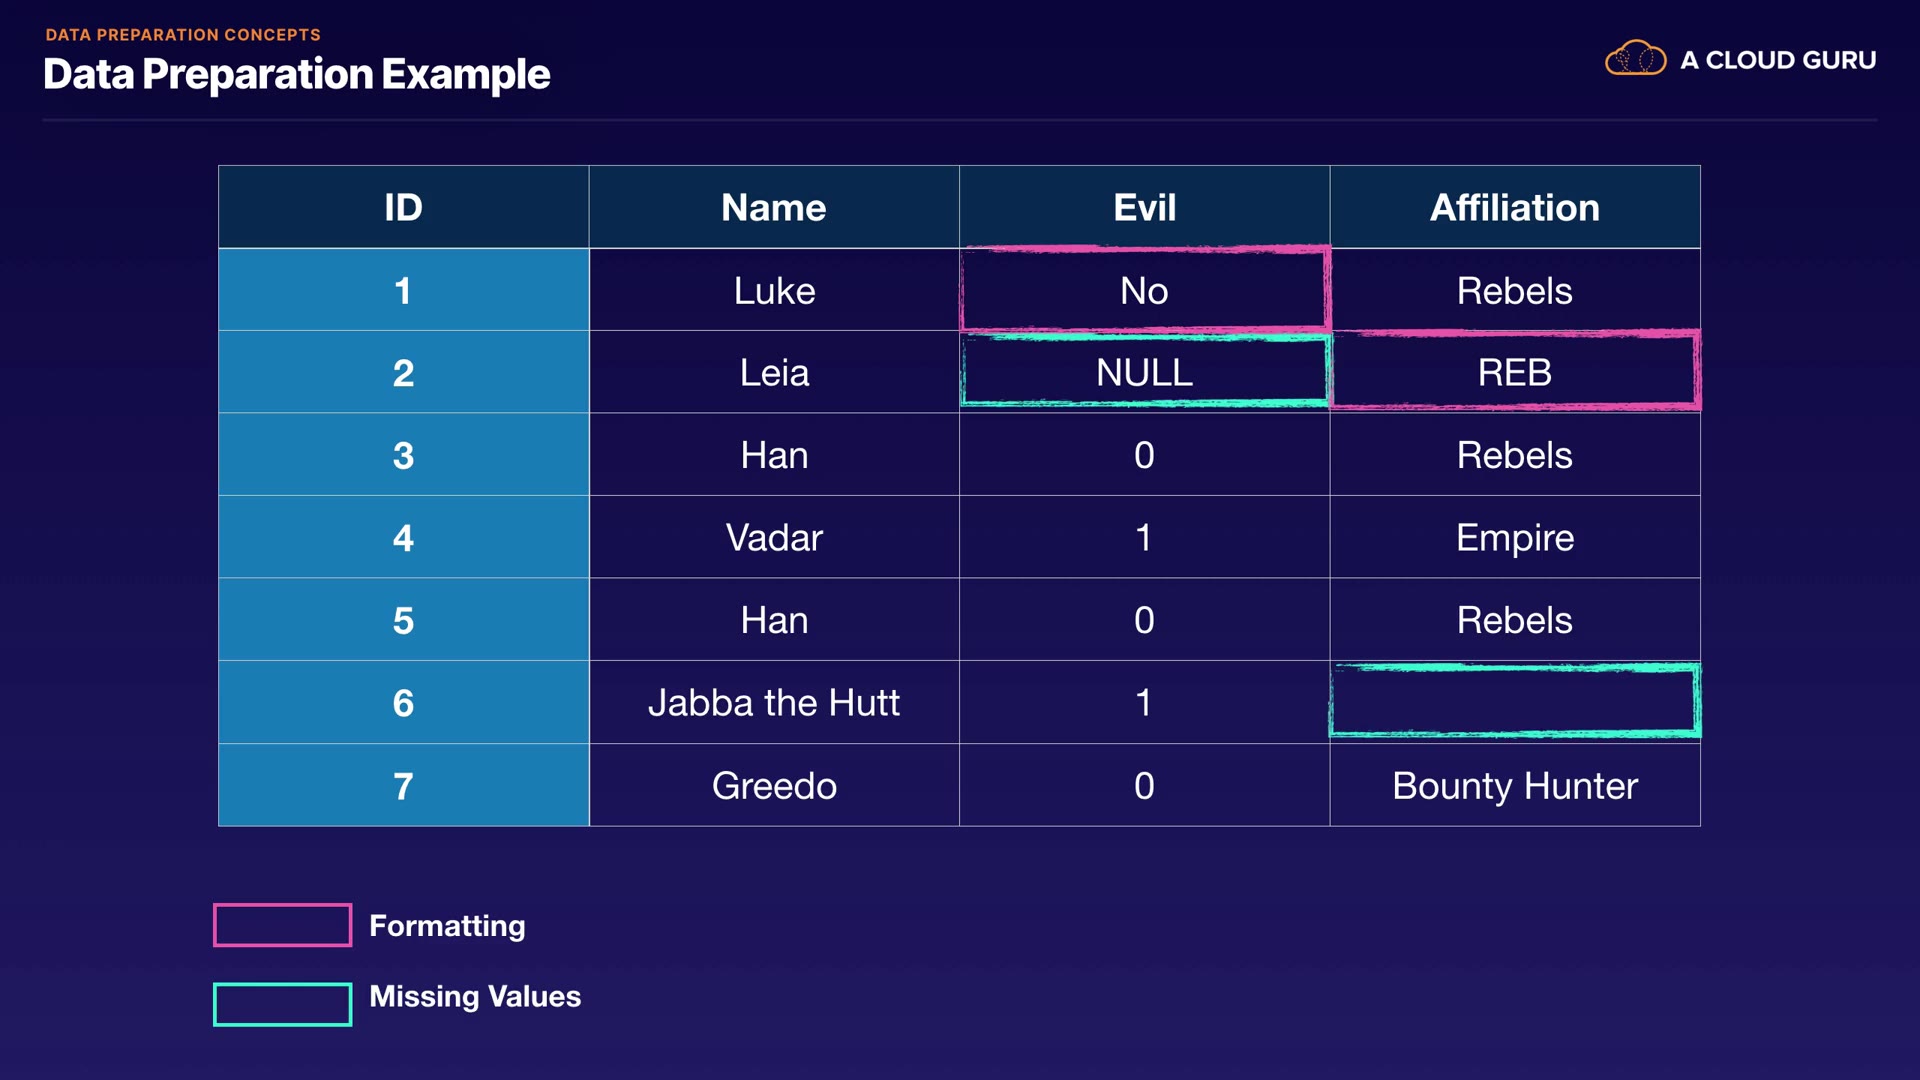 DATA PREPARATION CONCEPTS
Data Preparation Example
A CLOUD GURU
ID Name Evil Affiliation
1 Luke No Rebels
2 Leia NULL REB
3 Han 0 Rebels
4 Vadar 1 Empire
5 Han 0 Rebels
6 Jabba the Hutt 1
7 Greedo 0 Bounty Hunter
Formatting
Missing Values